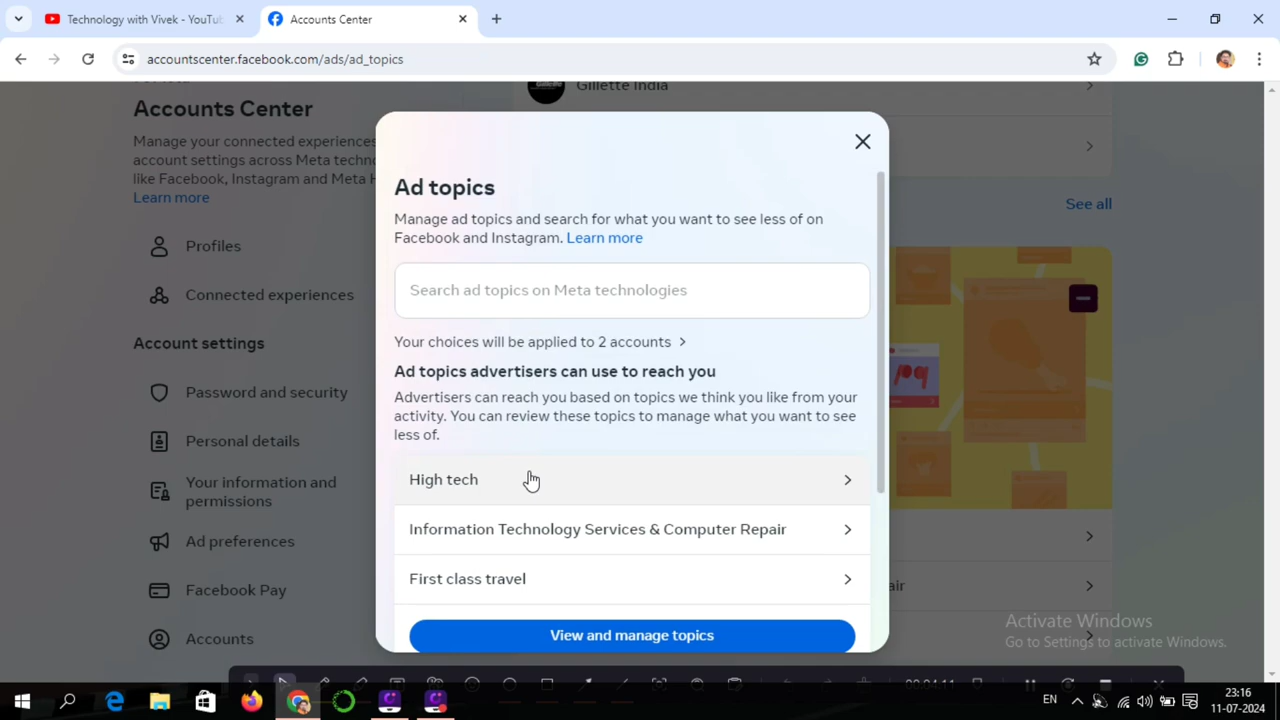 Technology with Vivek - YouTu
Accounts Center
accountscenter.facebook.com/ads/ad_topics
Accounts Center
Manage your connected experiences
account settings across Meta techno
like Facebook, Instagram and Meta H
Learn more
Profiles
Connected experiences
Account settings
Password and security
Personal details
Your information and
permissions
Ad preferences
Facebook Pay
Accounts
Gillette India
See all
Ad topics
Manage ad topics and search for what you want to see less of on
Facebook and Instagram. Learn more
Search ad topics on Meta technologies
Your choices will be applied to 2 accounts
Ad topics advertisers can use to reach you
Advertisers can reach you based on topics we think you like from your
activity. You can review these topics to manage what you want to see
less of.
High tech
Information Technology Services & Computer Repair
First class travel
View and manage topics
air
Activate Windows
Go to Settings to activate Windows.
00:04:11
EN
23:16
11-07-2024